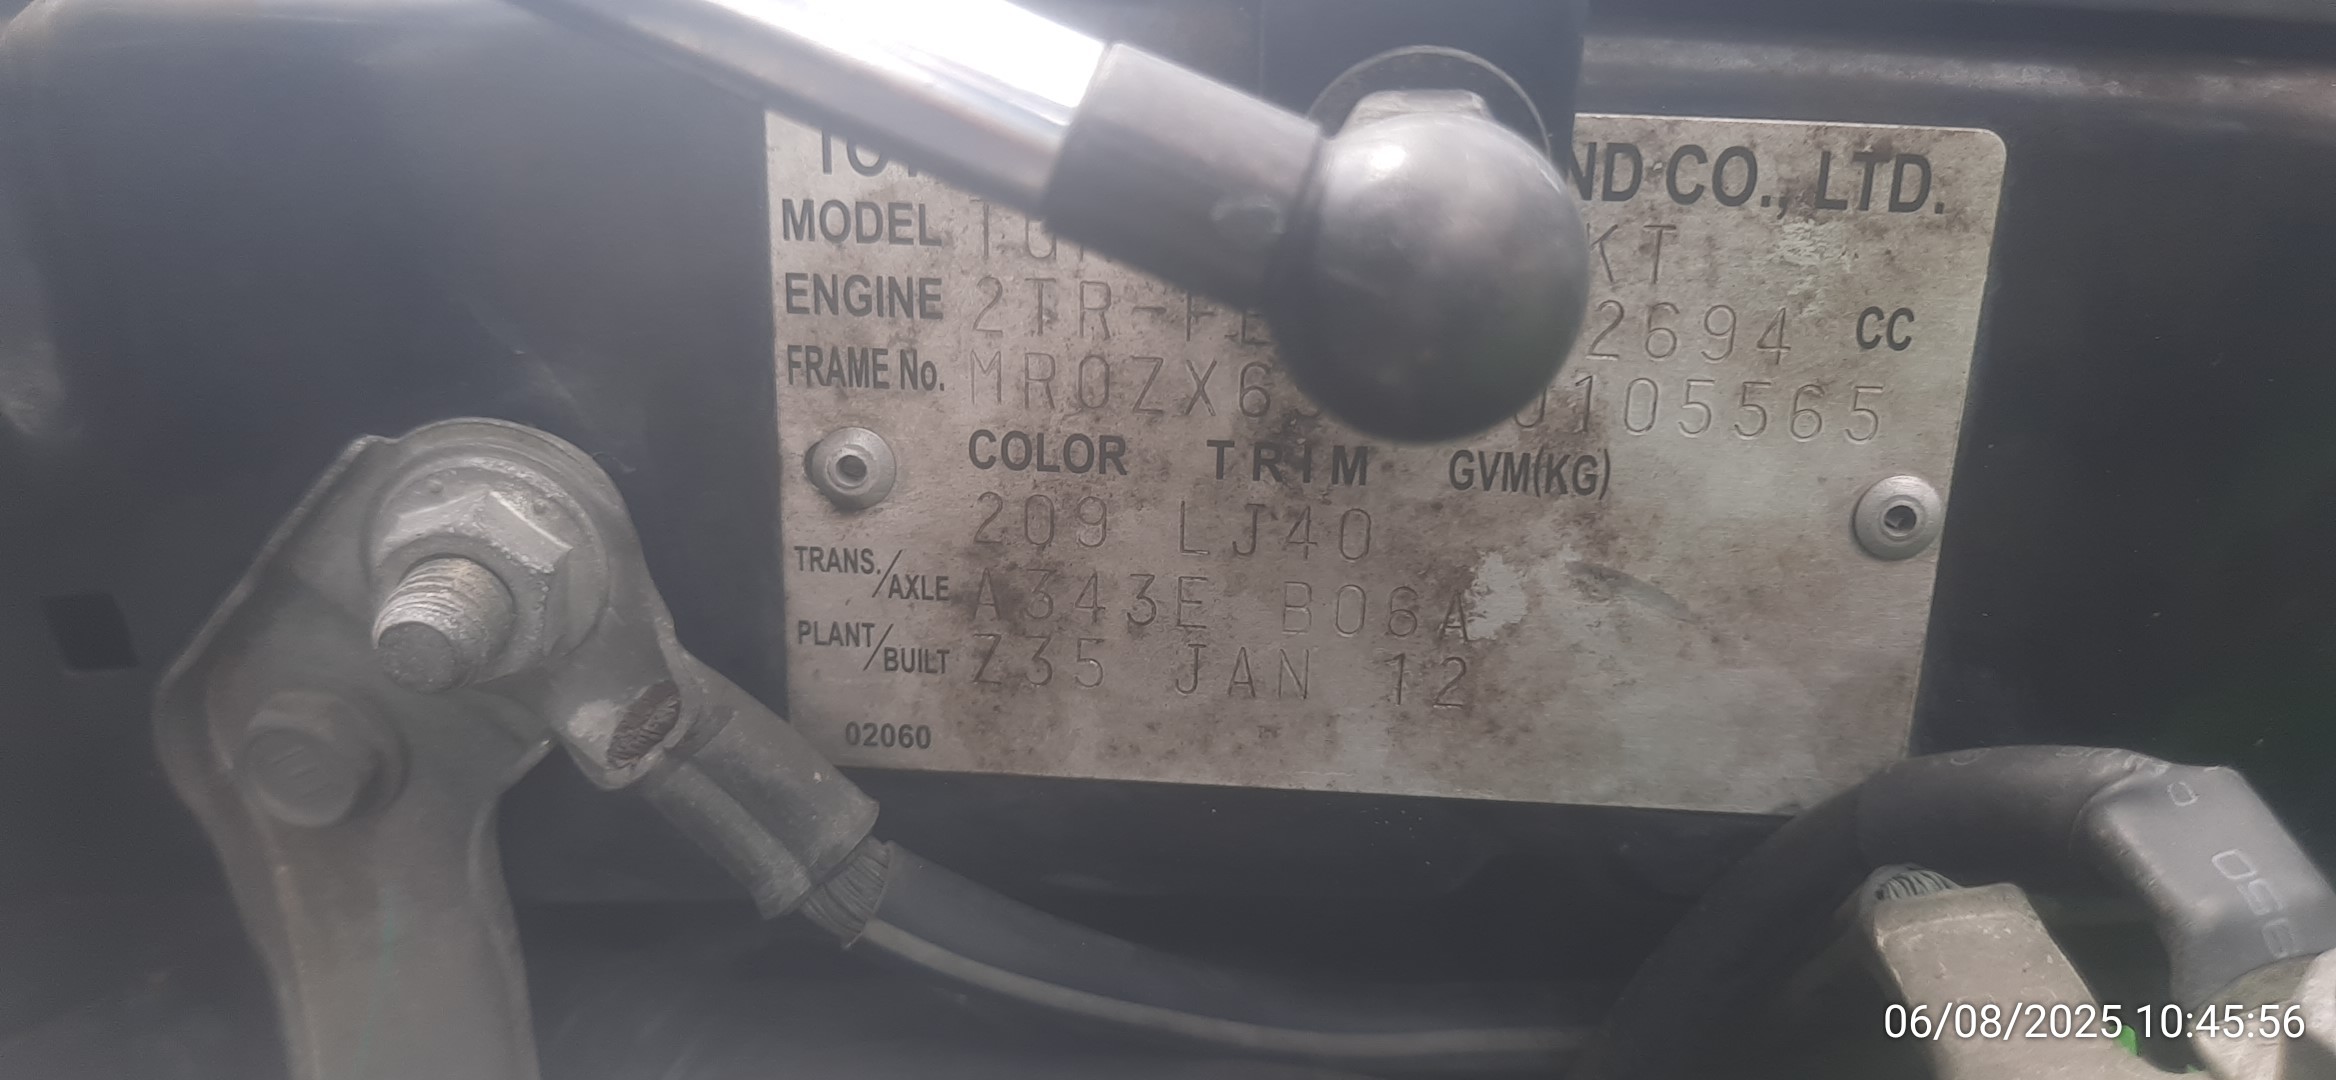 ND CO., LTD.
MODEL KT
ENGINE 2TR-FE 2694 CC
FRAME No. MR0ZX6 0105565
COLOR TRIM GVM(KG)
209 LJ40
TRANS./AXLE A343E B06A
PLANT/BUILT Z35 JAN 12
02060
06/08/2025 10:45:56